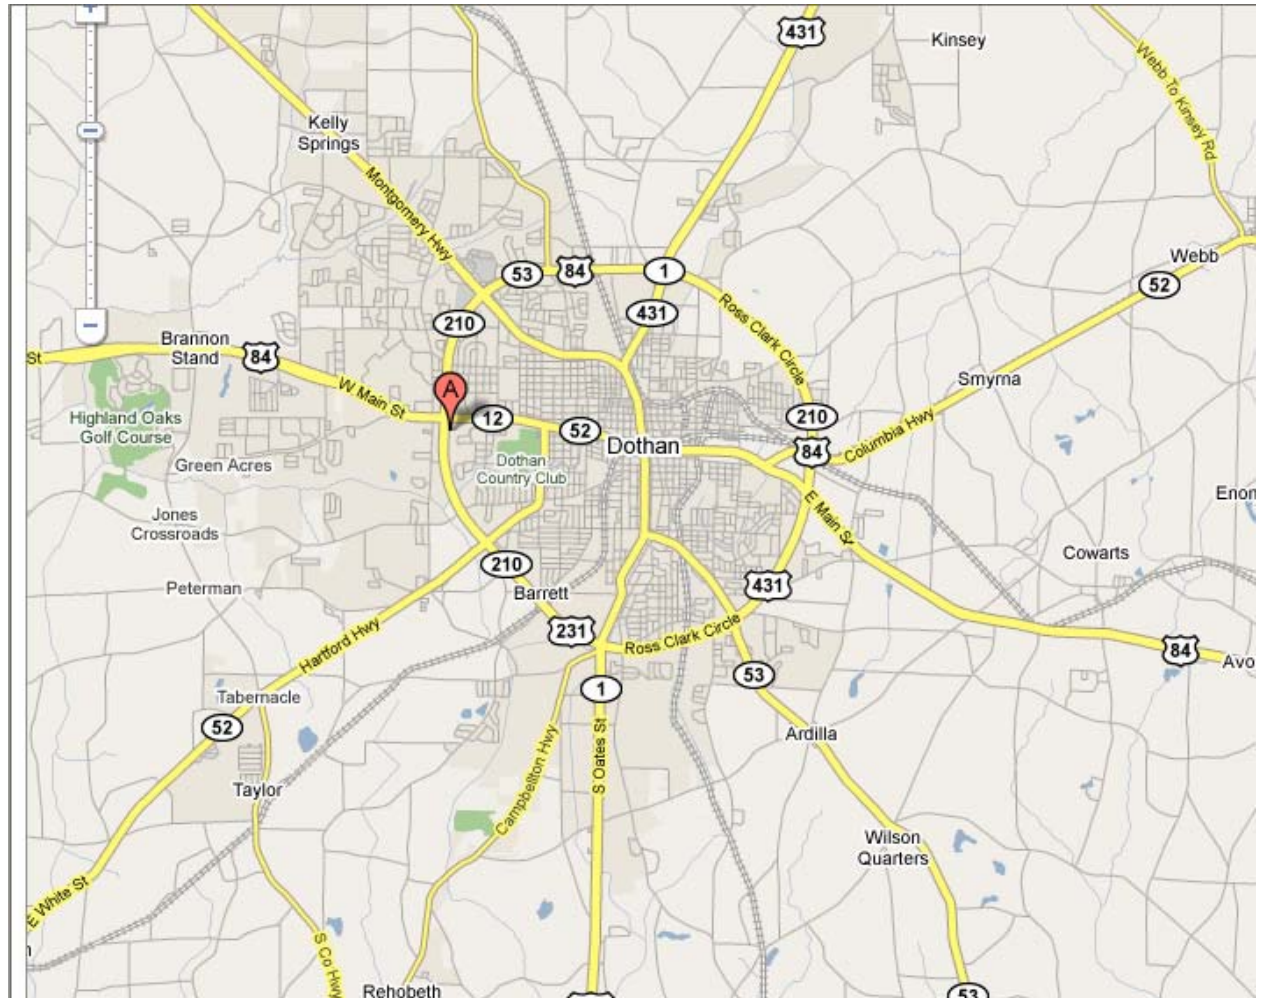 431
Kinsey
Webb To Kinsey Rd
Kelly
Springs
Montgomery Hwy
Webb
53
84
1
52
210
431
Ross Clark Circle
Brannon
Stand
St
84
W Main St
A
12
52
Dothan
Smyrna
210
Columbia Hwy
84
Highland Oaks
Golf Course
Green Acres
Dothan
Country Club
Jones
Crossroads
E Main St
Enon
Cowarts
210
Peterman
Barrett
431
231
Ross Clark Circle
Hartford Hwy
84
Avo
Tabernacle
1
53
52
Ardilla
S Oates St
Campbellton Hwy
Taylor
Wilson
Quarters
E White St
S Co Hwy
Rehobeth
53